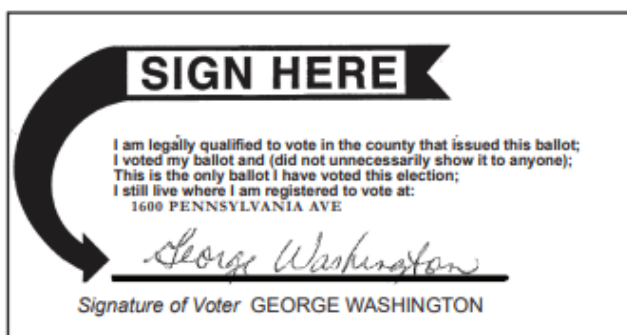 SIGN HERE
I am legally qualified to vote in the county that issued this ballot;
I voted my ballot and (did not unnecessarily show it to anyone);
This is the only ballot I have voted this election;
I still live where I am registered to vote at:
1600 PENNSYLVANIA AVE
George Washington
Signature of Voter GEORGE WASHINGTON